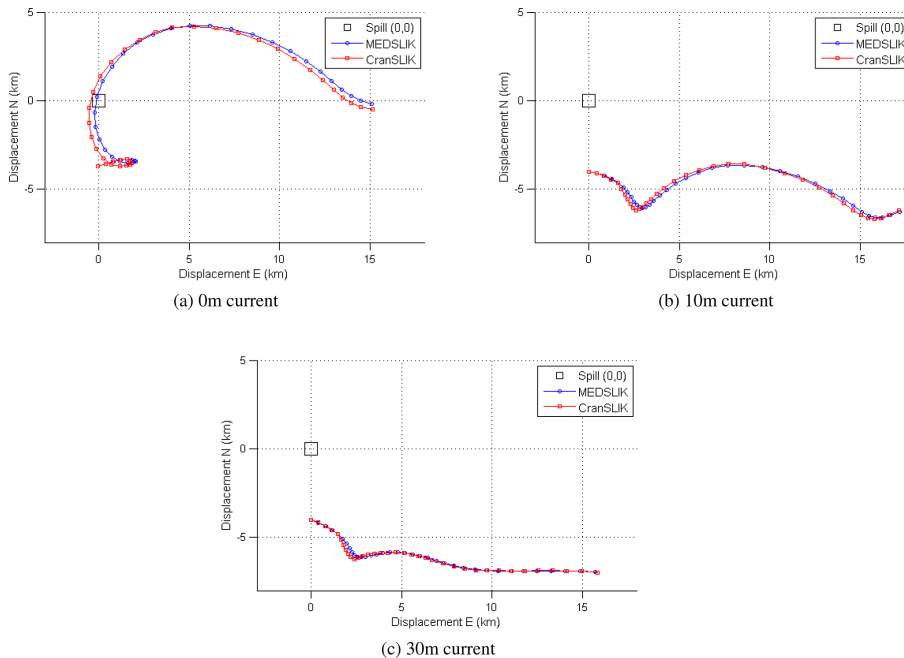 5
0
-5
Displacement N (km)
0
5
10
15
Displacement E (km)
Spill (0,0)
MEDSLIK
CranSLIK
(a) 0m current
5
0
-5
Displacement N (km)
0
5
10
15
Displacement E (km)
Spill (0,0)
MEDSLIK
CranSLIK
(b) 10m current
5
0
-5
Displacement N (km)
0
5
10
15
Displacement E (km)
Spill (0,0)
MEDSLIK
CranSLIK
(c) 30m current